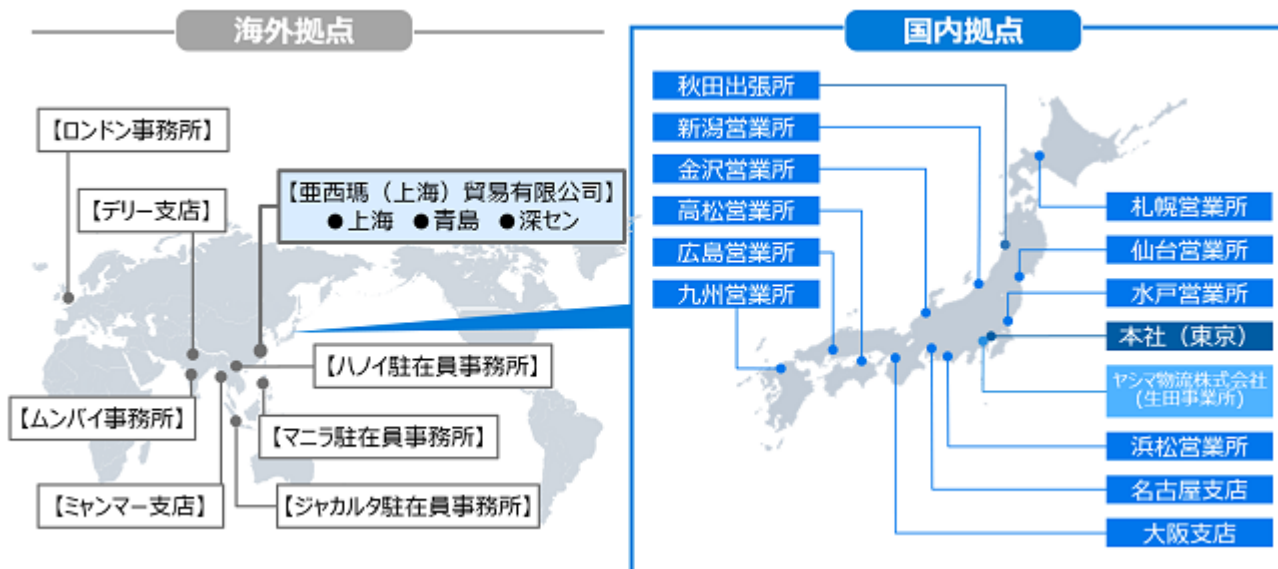 海外拠点
【ロンドン事務所】
【デリー支店】
【亜西瑪（上海）貿易有限公司】
●上海 ●青島 ●深セン
【ハノイ駐在員事務所】
【ムンバイ事務所】
【マニラ駐在員事務所】
【ミャンマー支店】
【ジャカルタ駐在員事務所】
国内拠点
秋田出張所
新潟営業所
金沢営業所
高松営業所
広島営業所
九州営業所
札幌営業所
仙台営業所
水戸営業所
本社（東京）
ヤシマ物流株式会社
(生田事業所)
浜松営業所
名古屋支店
大阪支店